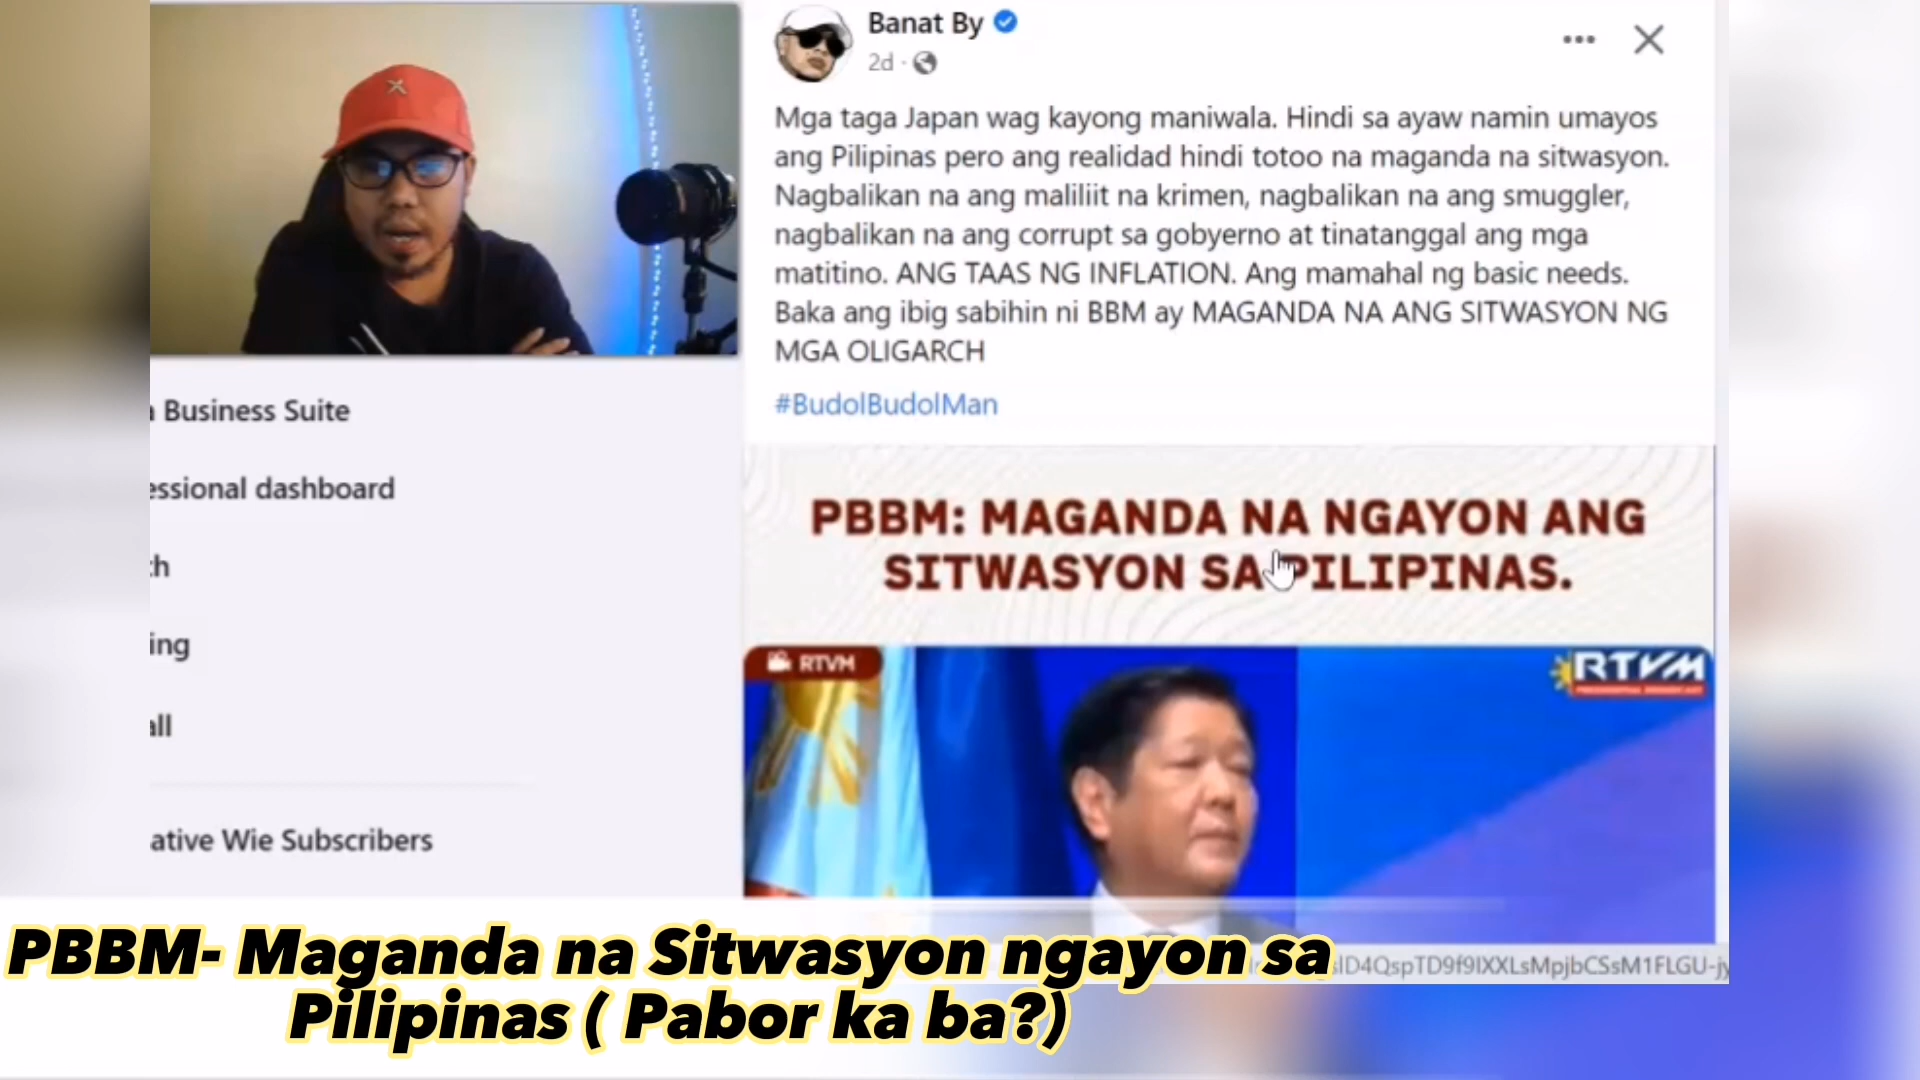 Banat By
2d
Mga taga Japan wag kayong maniwala. Hindi sa ayaw namin umayos
ang Pilipinas pero ang realidad hindi totoo na maganda na sitwasyon.
Nagbalikan na ang maliliit na krimen, nagbalikan na ang smuggler,
nagbalikan na ang corrupt sa gobyerno at tinatanggal ang mga
matitino. ANG TAAS NG INFLATION. Ang mamahal ng basic needs.
Baka ang ibig sabihin ni BBM ay MAGANDA NA ANG SITWASYON NG
MGA OLIGARCH
#BudolBudolMan
Business Suite
essional dashboard
ch
ing
all
ative Wie Subscribers
PBBM: MAGANDA NA NGAYON ANG
SITWASYON SA PILIPINAS.
RTVM
RTVM
PBBM- Maganda na Sitwasyon ngayon sa
Pilipinas ( Pabor ka ba?)